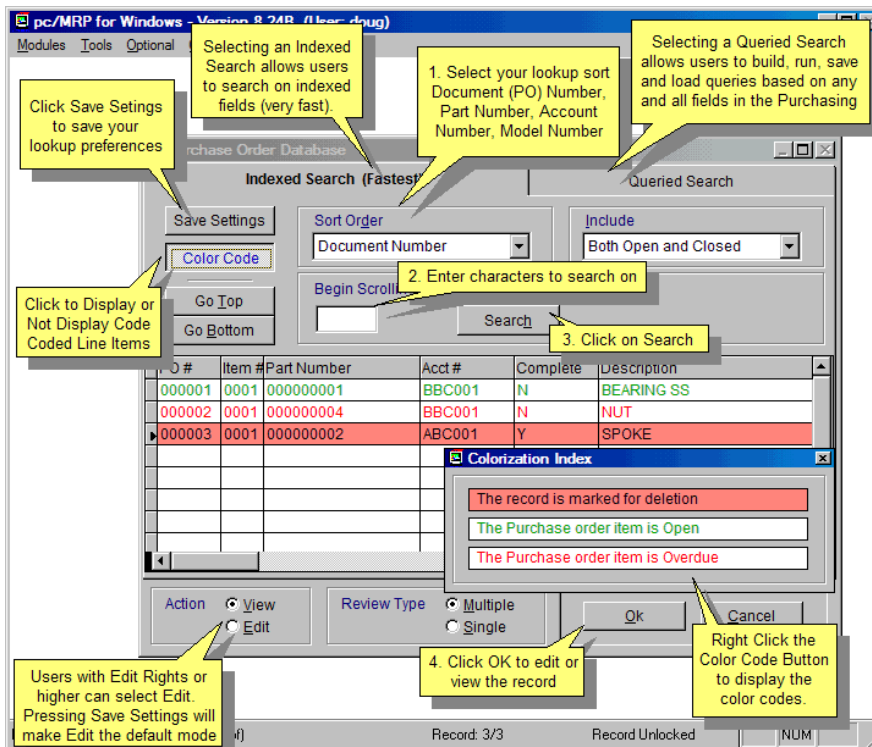 pc/MRP for Windows - Version 8.24B (User: doug)
Modules Tools Optional
Selecting an Indexed
Search allows users
to search on indexed
fields (very fast).
1. Select your lookup sort
Document (PO) Number,
Part Number, Account
Number, Model Number
Selecting a Queried Search
allows users to build, run, save
and load queries based on any
and all fields in the Purchasing
Click Save Setings
to save your
lookup preferences
rchase Order Database
Indexed Search (Fastest
Queried Search
Save Settings
Sort Order
Include
Color Code
Document Number
Both Open and Closed
2. Enter characters to search on
Begin Scrolli
Click to Display or
Not Display Code
Coded Line Items
Go Top
Go Bottom
Search
3. Click on Search
PO # Item # Part Number Acct # Complete Description
000001 0001 000000001 BBC001 N BEARING SS
000002 0001 000000004 BBC001 N NUT
000003 0001 000000002 ABC001 Y SPOKE
Colorization Index
The record is marked for deletion
The Purchase order item is Open
The Purchase order item is Overdue
Action View
Edit
Review Type Multiple
Single
Ok
Cancel
Users with Edit Rights or
higher can select Edit.
Pressing Save Settings will
make Edit the default mode
4. Click OK to edit or
view the record
Right Click the
Color Code Button
to display the
color codes.
Record: 3/3 Record Unlocked NUM